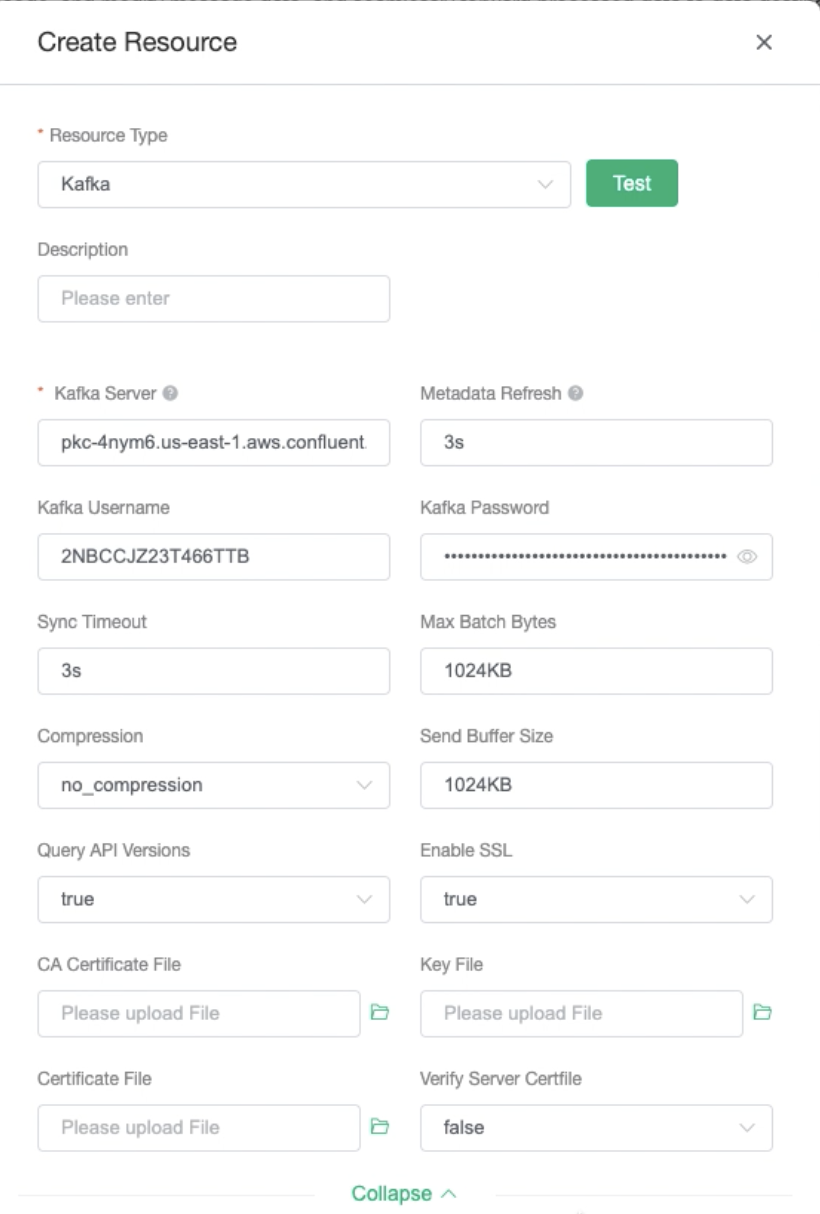 Create Resource
* Resource Type
Kafka
Test
Description
Please enter
* Kafka Server
Metadata Refresh
pkc-4nym6.us-east-1.aws.confluent.
3s
Kafka Username
Kafka Password
2NBCCJZ23T466TTB
••••••••••••••••••••••••••••••••••••••••••
Sync Timeout
Max Batch Bytes
3s
1024KB
Compression
Send Buffer Size
no_compression
1024KB
Query API Versions
Enable SSL
true
true
CA Certificate File
Key File
Please upload File
Please upload File
Certificate File
Verify Server Certfile
Please upload File
false
Collapse